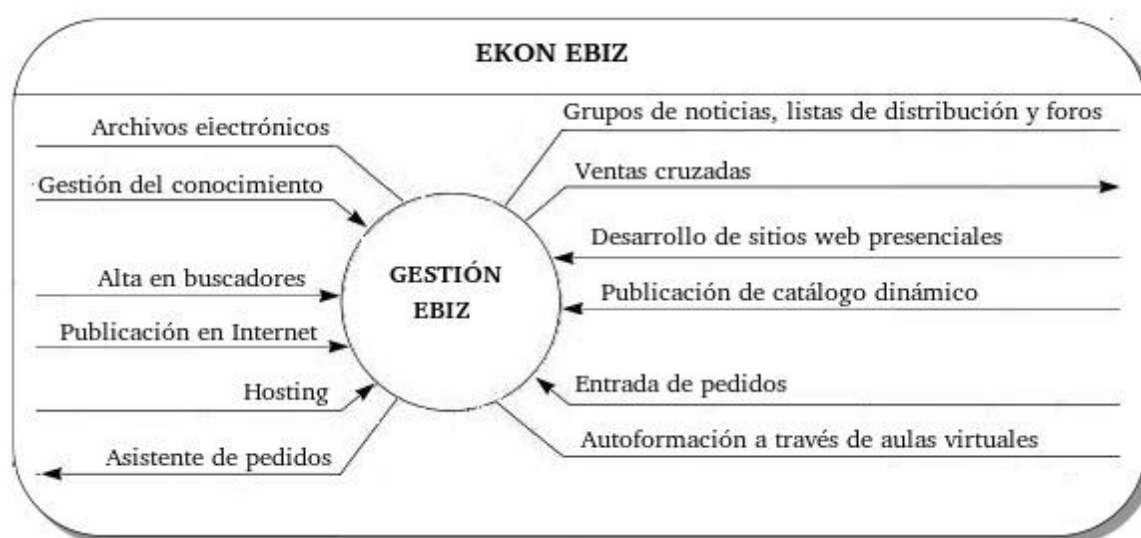 EKON EBIZ
Archivos electrónicos
Gestión del conocimiento
Alta en buscadores
Publicación en Internet
Hosting
Asistente de pedidos
GESTIÓN
EBIZ
Grupos de noticias, listas de distribución y foros
Ventas cruzadas
Desarrollo de sitios web presenciales
Publicación de catálogo dinámico
Entrada de pedidos
Autoformación a través de aulas virtuales